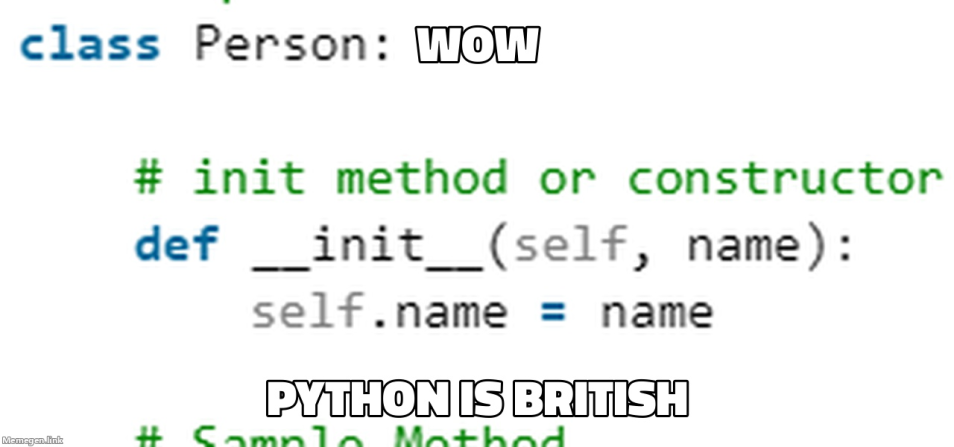 class Person: WOW
# init method or constructor
def __init__(self, name):
self.name = name
PYTHON IS BRITISH
# Sample Method
Memegen.link